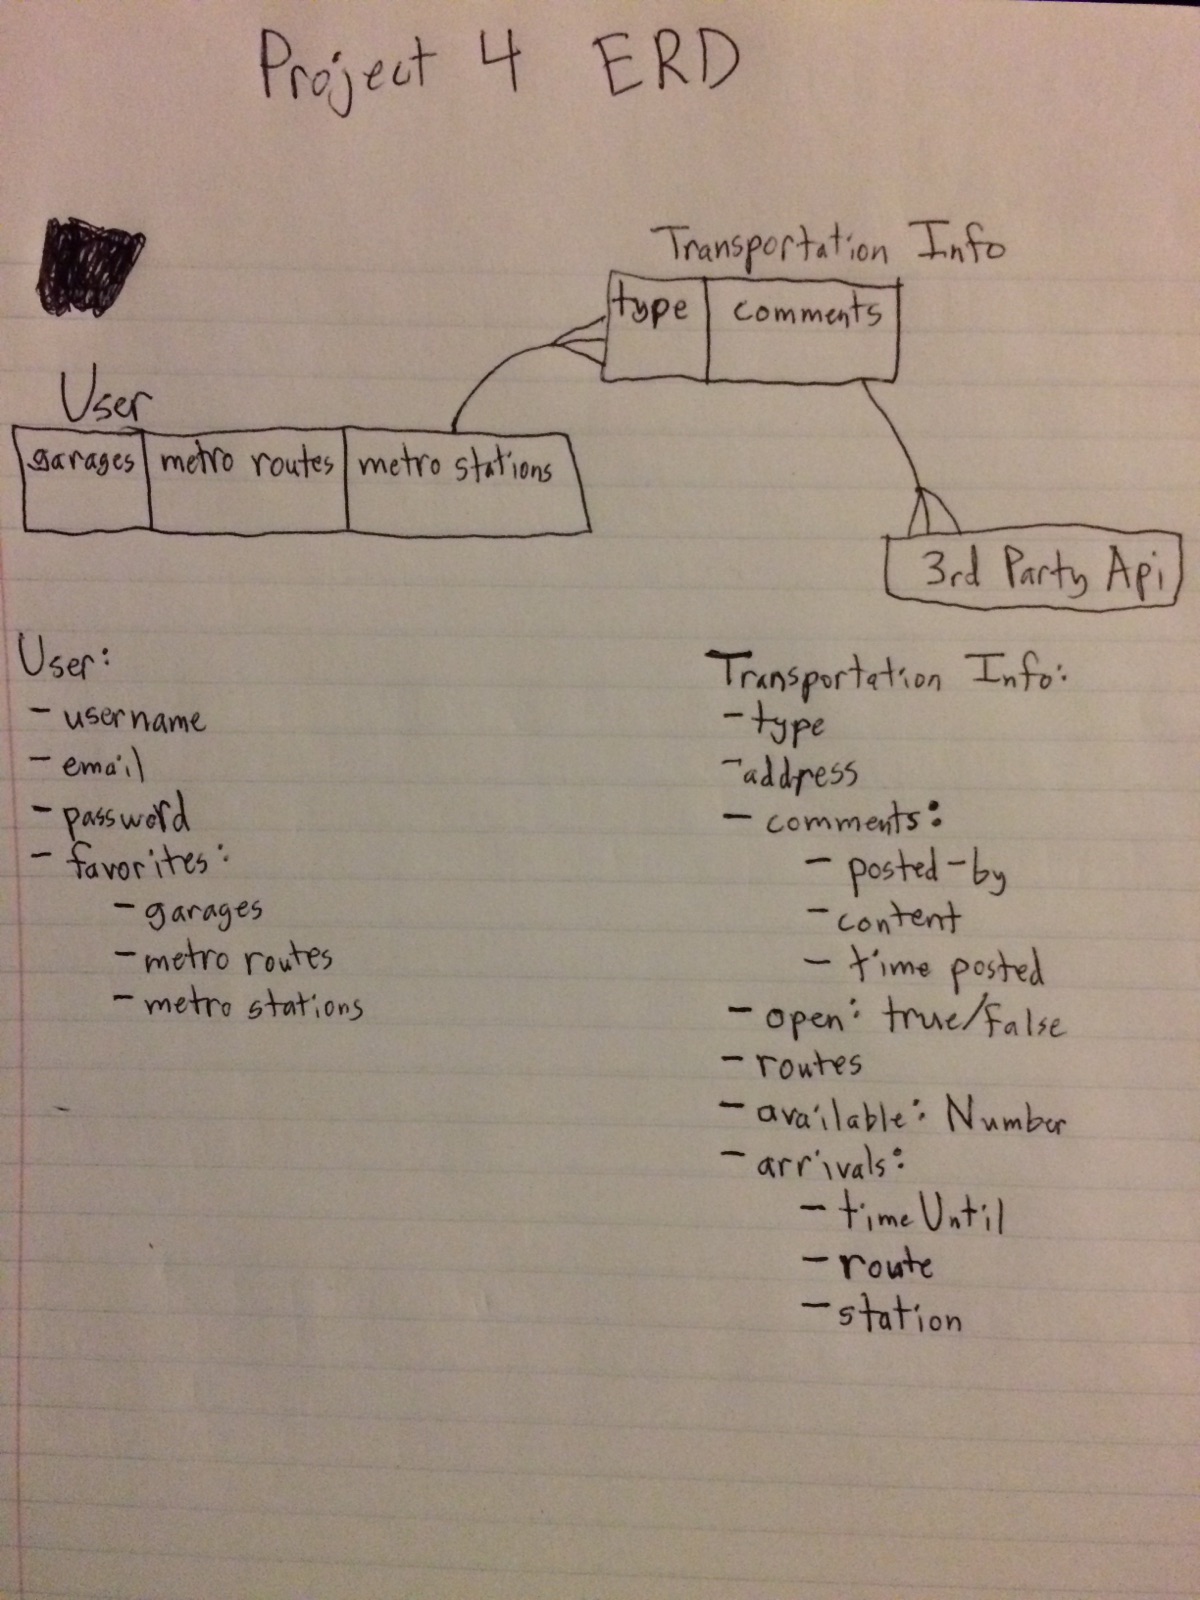 Project 4 ERD
Transportation Info
type comments
User
garages metro routes metro stations
3rd Party Api
User:
- username
- email
- password
- favorites:
- garages
- metro routes
- metro stations
Transportation Info:
- type
- address
- comments:
- posted-by
- content
- time posted
- open: true/false
- routes
- available: Number
- arrivals:
- timeUntil
- route
- station